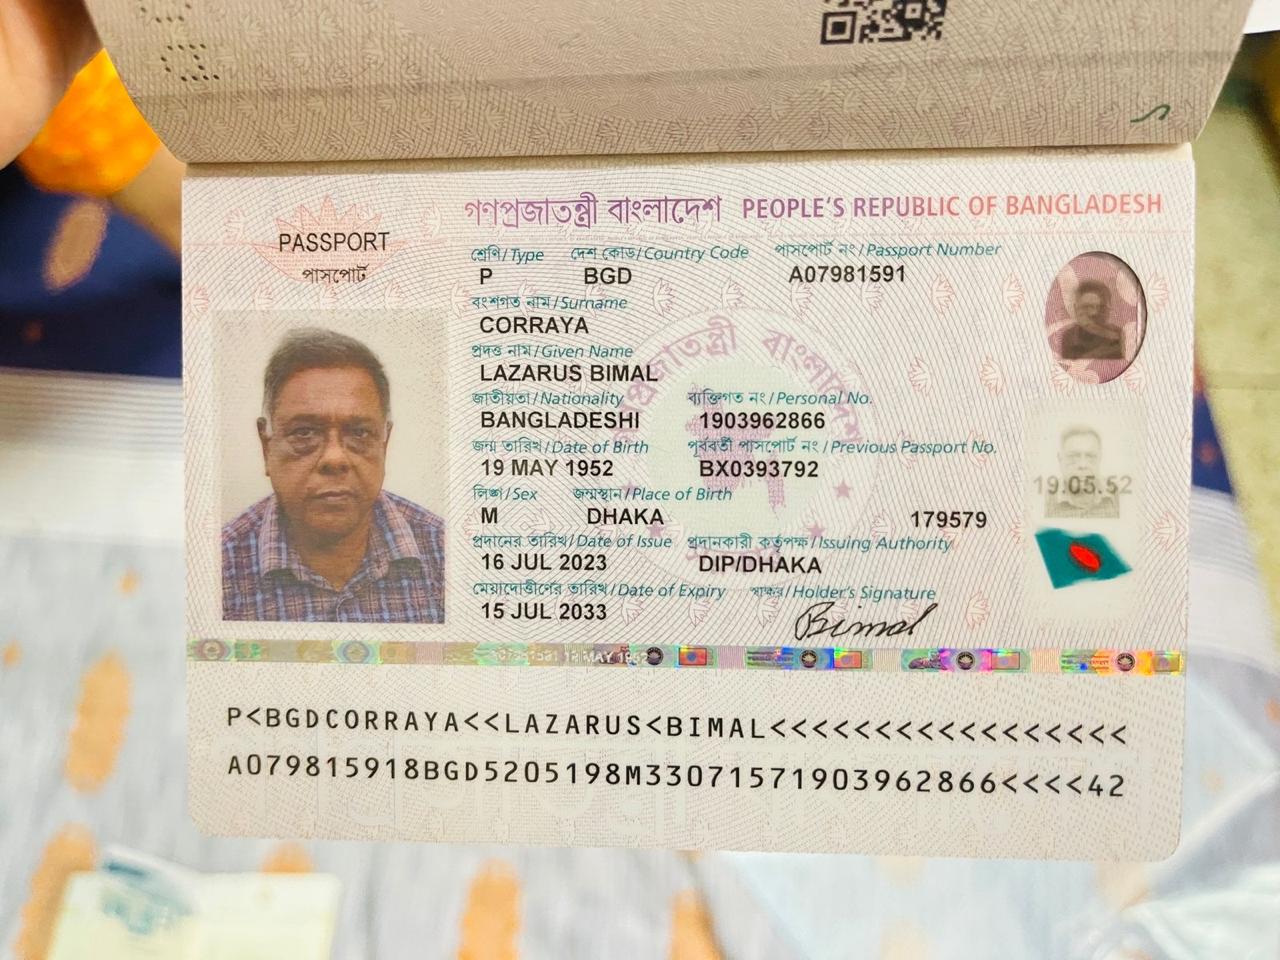 গণপ্রজাতন্ত্রী বাংলাদেশ PEOPLE'S REPUBLIC OF BANGLADESH
PASSPORT
পাসপোর্ট
শ্রেণি/Type দেশ কোড/Country Code পাসপোর্ট নং/Passport Number
P BGD A07981591
বংশগত নাম/Surname
CORRAYA
প্রদত্ত নাম/Given Name
LAZARUS BIMAL
জাতীয়তা/Nationality ব্যক্তিগত নং/Personal No.
BANGLADESHI 1903962866
জন্ম তারিখ/Date of Birth পূর্ববর্তী পাসপোর্ট নং/Previous Passport No.
19 MAY 1952 BX0393792
লিঙ্গ/Sex জন্মস্থান/Place of Birth
M DHAKA 179579
প্রদানের তারিখ/Date of Issue প্রদানকারী কর্তৃপক্ষ/Issuing Authority
16 JUL 2023 DIP/DHAKA
মেয়াদোত্তীর্ণের তারিখ/Date of Expiry স্বাক্ষর/Holder's Signature
15 JUL 2033 Bimal
19.05.52
P<BGDCORRAYA<<LAZARUS<BIMAL<<<<<<<<<<<<<<<<<
A079815918BGD5205198M33071571903962866<<<<42